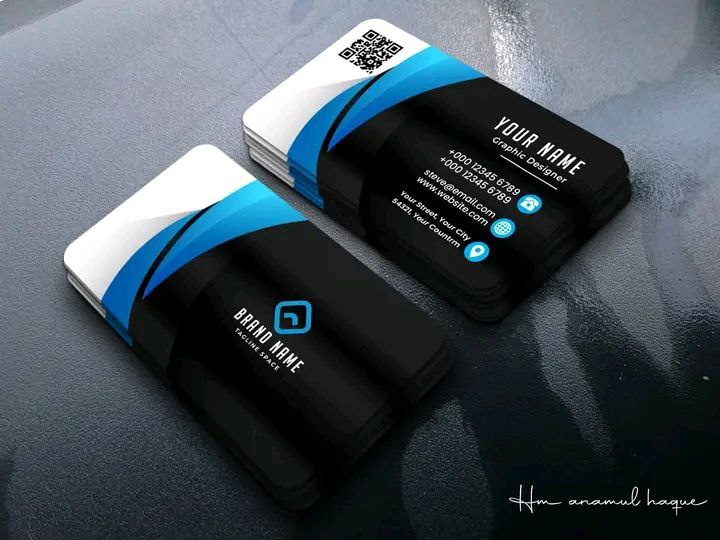 YOUR NAME
Graphic Designer
+000 12345 6789
+000 12345 6789
steve@email.com
www.website.com
Your Street, Your City
54321, Your Countrm
BRAND NAME
TAGLINE SPACE
Hm anamul haque